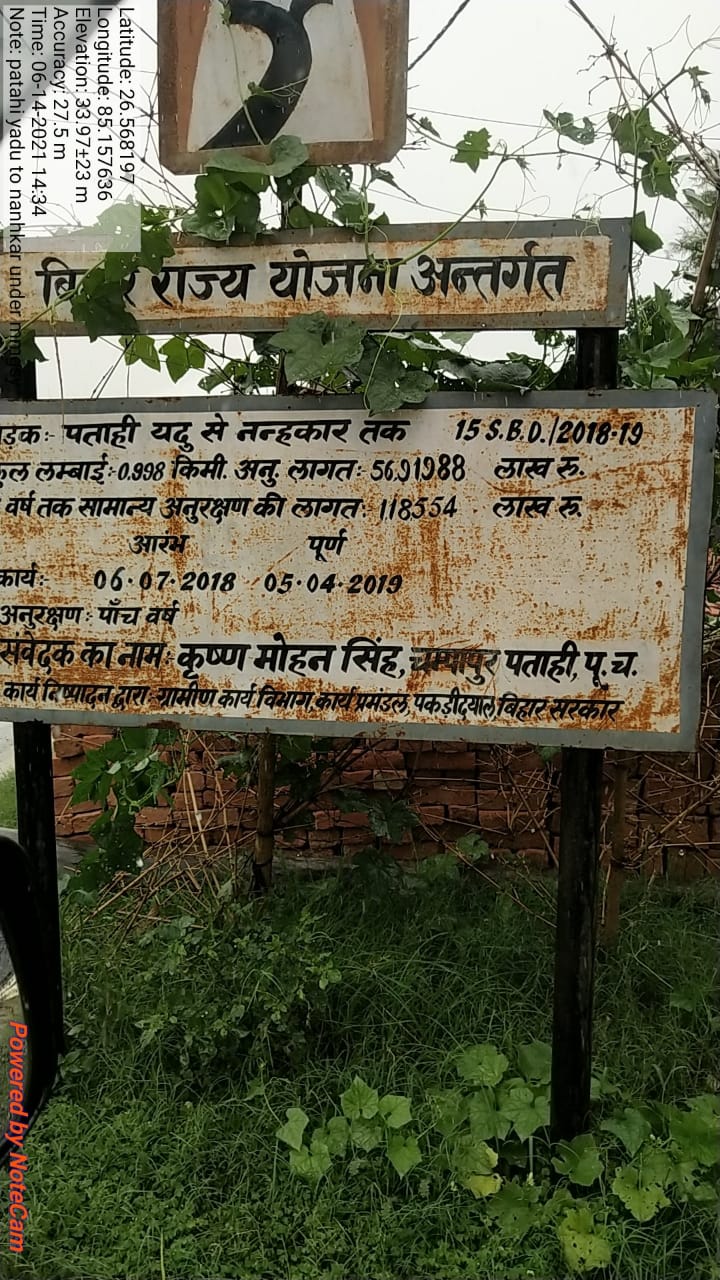 Latitude: 26.568197
Longitude: 85.157636
Elevation: 33.97±23 m
Accuracy: 27.5 m
Time: 06-14-2021 14:34
Note: patahi yadu to nanhkar under
राज्य योजना अन्तर्गत
पताही यदु से नन्हकार तक 15 S.B.D./2018-19
लम्बाई:-0.998 किमी. अनु. लागत: 56.91988 लाख रू.
वर्ष तक सामान्य अनुरक्षण की लागत: 1.18554 लाख रू.
आरंभ पूर्ण
कार्य:- 06.07.2018 05.04.2019
अनुरक्षण: पाँच वर्ष
संवेदक का नाम: कृष्ण मोहन सिंह, चम्पापुर पताही, पू. च.
कार्य निष्पादन द्वारा:-ग्रामीण कार्य विभाग, कार्य प्रमंडल, पकड़ीदयाल, बिहार सरकार
Powered by NoteCam